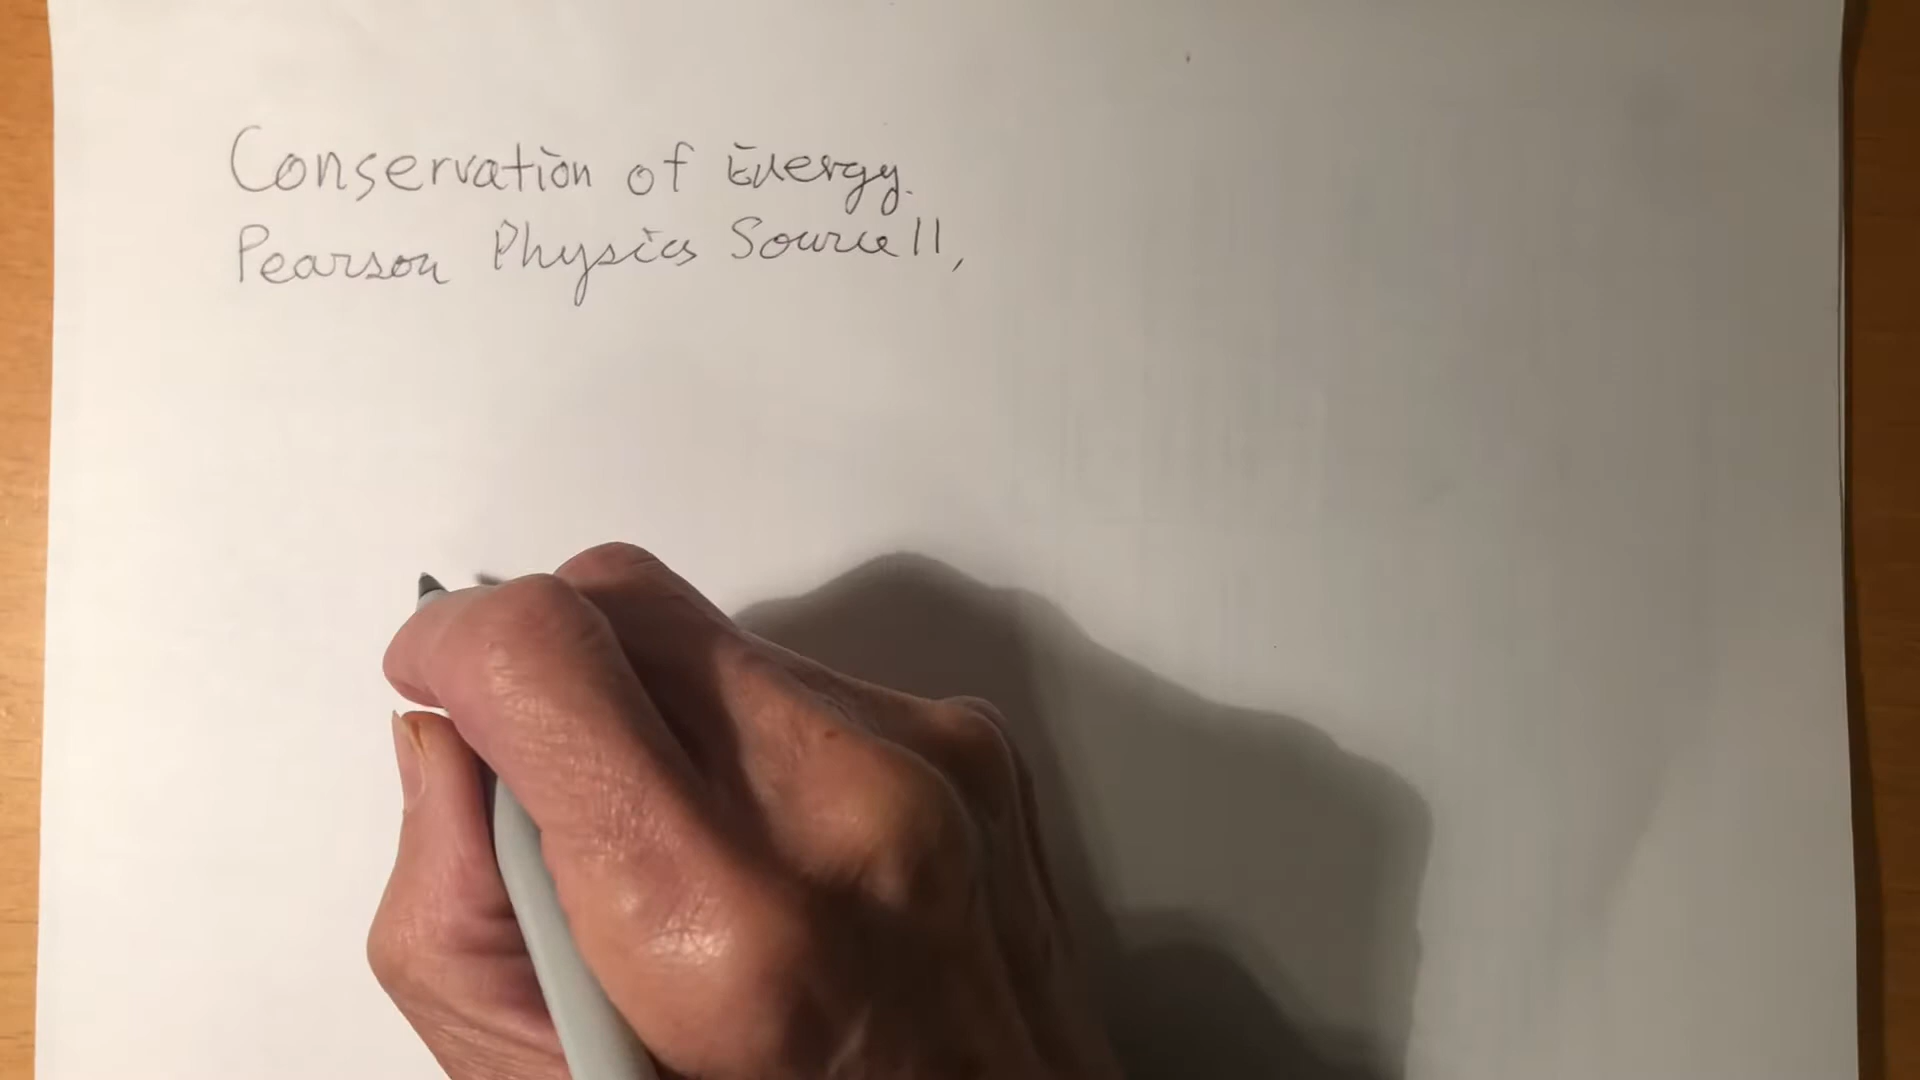 Conservation of Energy.
Pearson Physics Source 11,